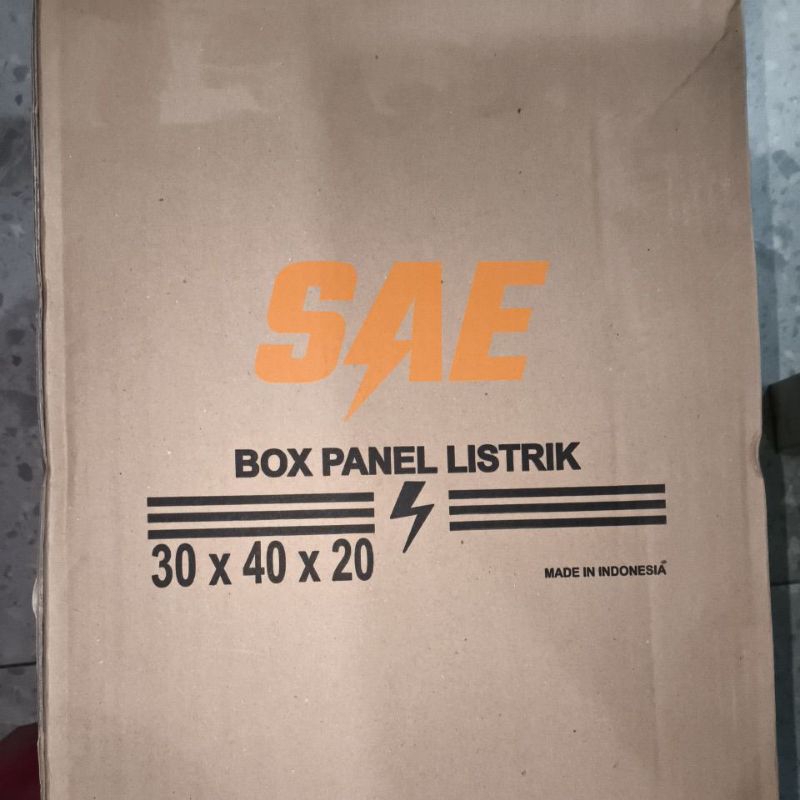 SAE
BOX PANEL LISTRIK
30 x 40 x 20
MADE IN INDONESIA